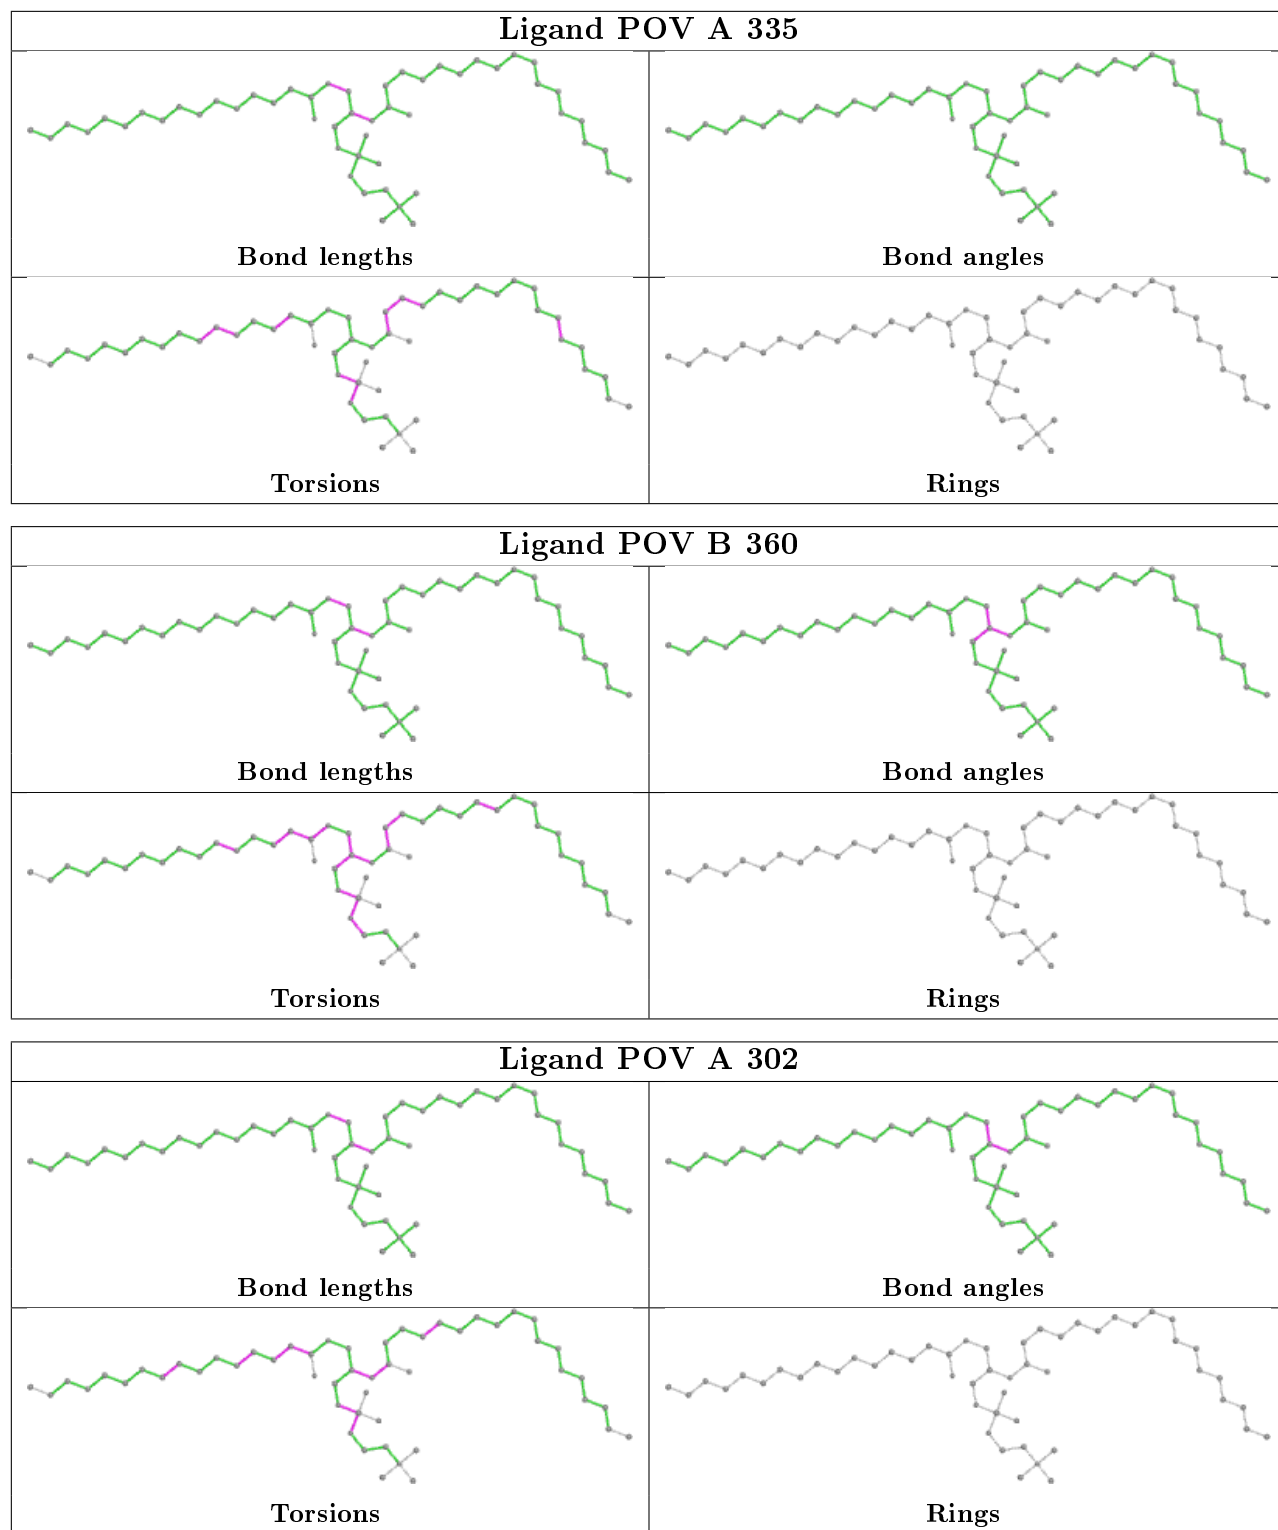 Ligand POV A 335
Bond lengths
Bond angles
Torsions
Rings
Ligand POV B 360
Bond lengths
Bond angles
Torsions
Rings
Ligand POV A 302
Bond lengths
Bond angles
Torsions
Rings